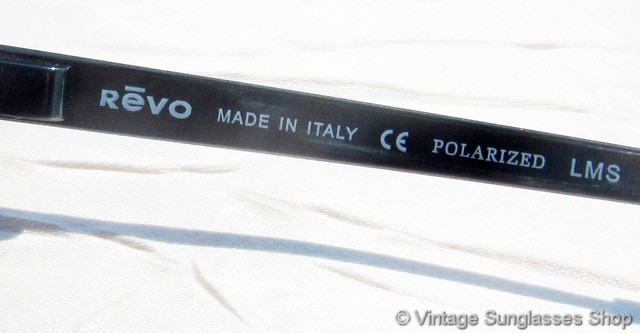 RēVO MADE IN ITALY CE POLARIZED LMS
© Vintage Sunglasses Shop